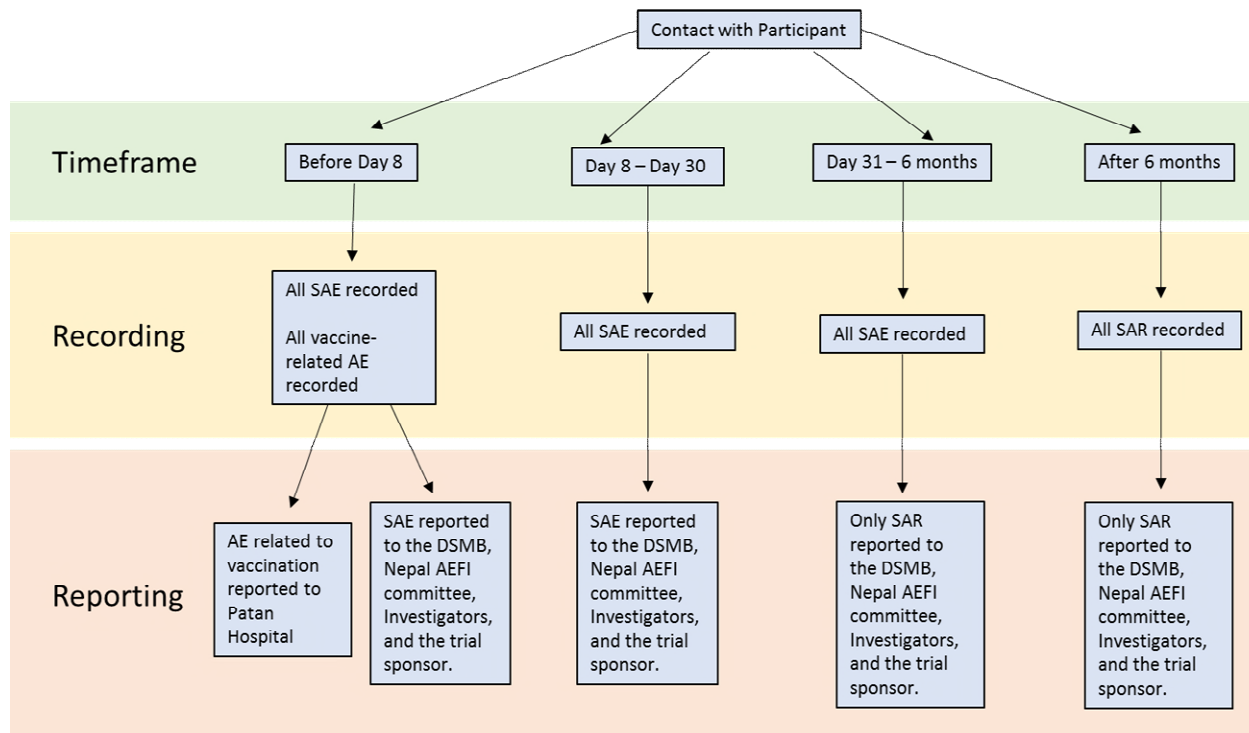 Contact with Participant
Timeframe
Before Day 8
Day 8 – Day 30
Day 31 – 6 months
After 6 months
Recording
All SAE recorded
All vaccine-
related AE
recorded
All SAE recorded
All SAE recorded
All SAR recorded
Reporting
AE related to
vaccination
reported to
Patan
Hospital
SAE reported
to the DSMB,
Nepal AEFI
committee,
Investigators,
and the trial
sponsor.
SAE reported
to the DSMB,
Nepal AEFI
committee,
Investigators,
and the trial
sponsor.
Only SAR
reported to
the DSMB,
Nepal AEFI
committee,
Investigators,
and the trial
sponsor.
Only SAR
reported to
the DSMB,
Nepal AEFI
committee,
Investigators,
and the trial
sponsor.